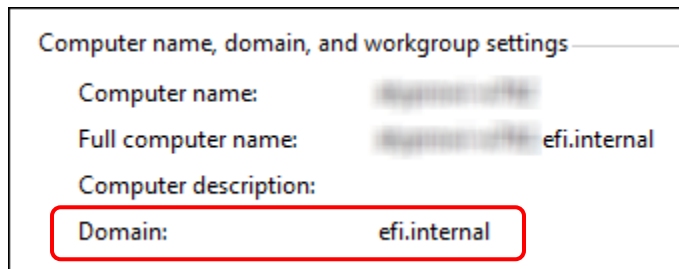 Computer name, domain, and workgroup settings
Computer name:
Full computer name: efi.internal
Computer description:
Domain: efi.internal